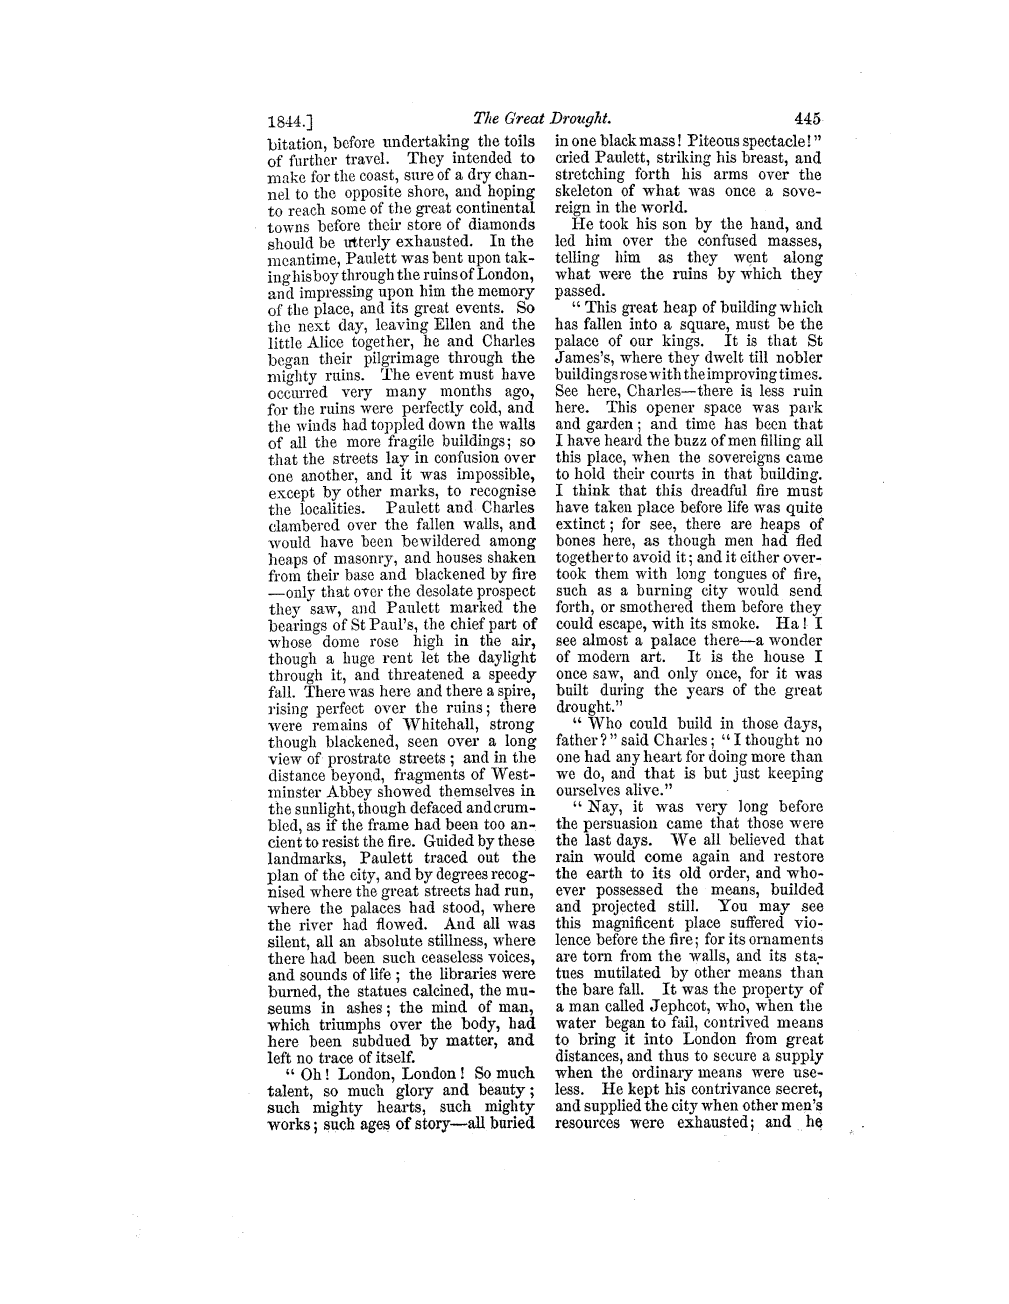 1844.] The Great Drought. 445
bitation, before undertaking the toils
of further travel. They intended to
make for the coast, sure of a dry chan-
nel to the opposite shore, and hoping
to reach some of the great continental
towns before their store of diamonds
should be utterly exhausted. In the
meantime, Paulett was bent upon tak-
ing his boy through the ruins of London,
and impressing upon him the memory
of the place, and its great events. So
the next day, leaving Ellen and the
little Alice together, he and Charles
began their pilgrimage through the
mighty ruins. The event must have
occurred very many months ago,
for the ruins were perfectly cold, and
the winds had toppled down the walls
of all the more fragile buildings; so
that the streets lay in confusion over
one another, and it was impossible,
except by other marks, to recognise
the localities. Paulett and Charles
clambered over the fallen walls, and
would have been bewildered among
heaps of masonry, and houses shaken
from their base and blackened by fire
—only that over the desolate prospect
they saw, and Paulett marked the
bearings of St Paul's, the chief part of
whose dome rose high in the air,
though a huge rent let the daylight
through it, and threatened a speedy
fall. There was here and there a spire,
rising perfect over the ruins; there
were remains of Whitehall, strong
though blackened, seen over a long
view of prostrate streets; and in the
distance beyond, fragments of West-
minster Abbey showed themselves in
the sunlight, though defaced and crum-
bled, as if the frame had been too an-
cient to resist the fire. Guided by these
landmarks, Paulett traced out the
plan of the city, and by degrees recog-
nised where the great streets had run,
where the palaces had stood, where
the river had flowed. And all was
silent, all an absolute stillness, where
there had been such ceaseless voices,
and sounds of life; the libraries were
burned, the statues calcined, the mu-
seums in ashes; the mind of man,
which triumphs over the body, had
here been subdued by matter, and
left no trace of itself.
"Oh! London, London! So much
talent, so much glory and beauty;
such mighty hearts, such mighty
works; such ages of story—all buried
in one black mass! Piteous spectacle!"
cried Paulett, striking his breast, and
stretching forth his arms over the
skeleton of what was once a sove-
reign in the world.
He took his son by the hand, and
led him over the confused masses,
telling him as they went along
what were the ruins by which they
passed.
"This great heap of building which
has fallen into a square, must be the
palace of our kings. It is that St
James's, where they dwelt till nobler
buildings rose with the improving times.
See here, Charles—there is less ruin
here. This opener space was park
and garden; and time has been that
I have heard the buzz of men filling all
this place, when the sovereigns came
to hold their courts in that building.
I think that this dreadful fire must
have taken place before life was quite
extinct; for see, there are heaps of
bones here, as though men had fled
together to avoid it; and it either over-
took them with long tongues of fire,
such as a burning city would send
forth, or smothered them before they
could escape, with its smoke. Ha! I
see almost a palace there—a wonder
of modern art. It is the house I
once saw, and only once, for it was
built during the years of the great
drought."
"Who could build in those days,
father?" said Charles; "I thought no
one had any heart for doing more than
we do, and that is but just keeping
ourselves alive."
"Nay, it was very long before
the persuasion came that those were
the last days. We all believed that
rain would come again and restore
the earth to its old order, and who-
ever possessed the means, builded
and projected still. You may see
this magnificent place suffered vio-
lence before the fire; for its ornaments
are torn from the walls, and its sta-
tues mutilated by other means than
the bare fall. It was the property of
a man called Jephcot, who, when the
water began to fail, contrived means
to bring it into London from great
distances, and thus to secure a supply
when the ordinary means were use-
less. He kept his contrivance secret,
and supplied the city when other men's
resources were exhausted; and he